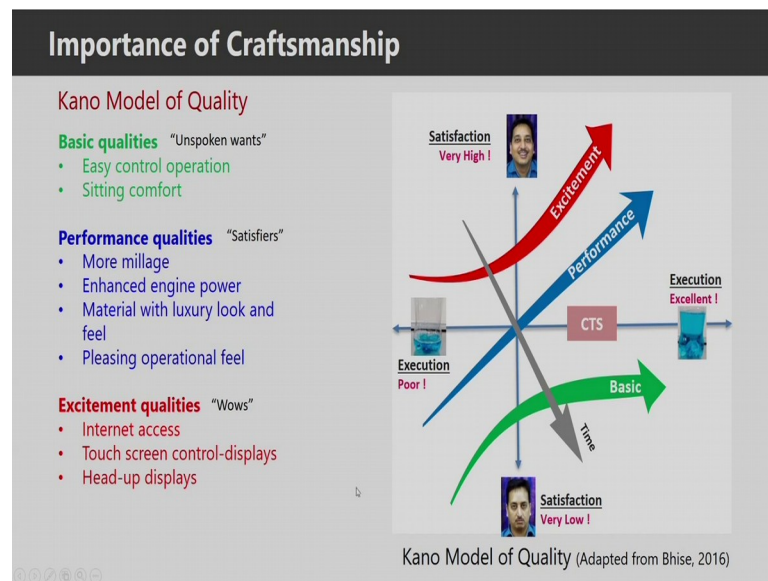 Importance of Craftsmanship
Kano Model of Quality
Basic qualities "Unspoken wants"
• Easy control operation
• Sitting comfort
Performance qualities "Satisfiers"
• More millage
• Enhanced engine power
• Material with luxury look and
feel
• Pleasing operational feel
Excitement qualities "Wows"
• Internet access
• Touch screen control-displays
• Head-up displays
Satisfaction
Very High !
Excitement
Performance
Execution
Excellent !
CTS
Execution
Poor !
Basic
Time
Satisfaction
Very Low !
Kano Model of Quality (Adapted from Bhise, 2016)